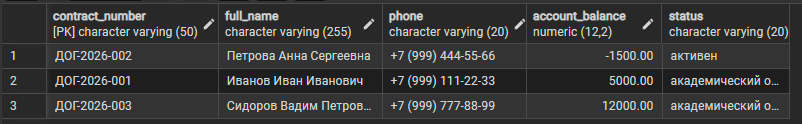 contract_number full_name phone account_balance status
[PK] character varying (50) character varying (255) character varying (20) numeric (12,2) character varying (20)
1 ДОГ-2026-002 Петрова Анна Сергеевна +7 (999) 444-55-66 -1500.00 активен
2 ДОГ-2026-001 Иванов Иван Иванович +7 (999) 111-22-33 5000.00 академический о...
3 ДОГ-2026-003 Сидоров Вадим Петров... +7 (999) 777-88-99 12000.00 академический о...